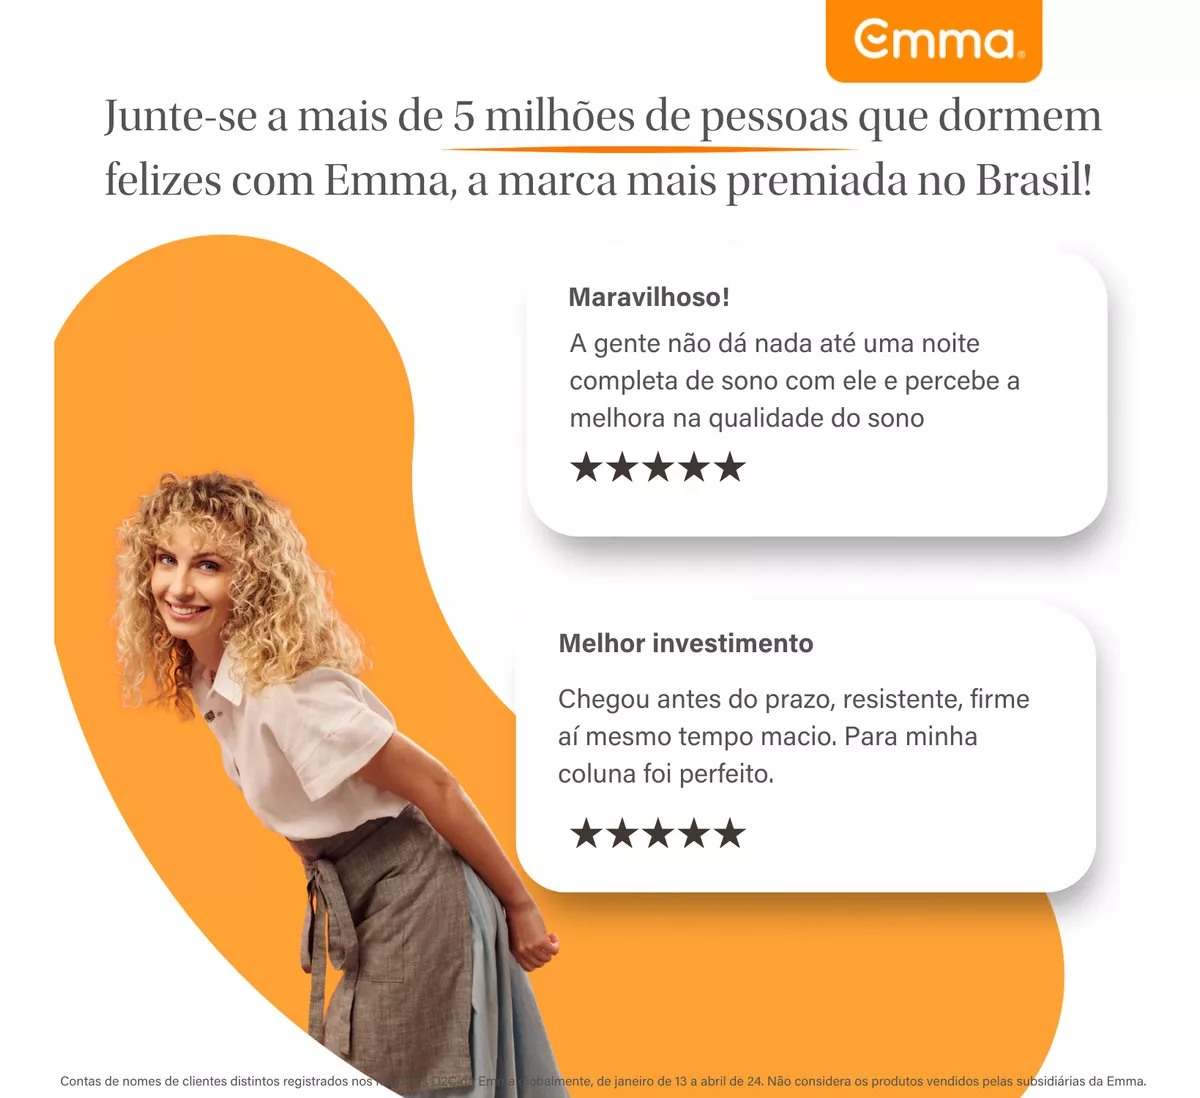 Emma®
Junte-se a mais de 5 milhões de pessoas que dormem
felizes com Emma, a marca mais premiada no Brasil!
Maravilhoso!
A gente não dá nada até uma noite
completa de sono com ele e percebe a
melhora na qualidade do sono
★★★★★
Melhor investimento
Chegou antes do prazo, resistente, firme
aí mesmo tempo macio. Para minha
coluna foi perfeito.
★★★★★
Contas de nomes de clientes distintos registrados nos D2C da Emma globalmente, de janeiro de 13 a abril de 24. Não considera os produtos vendidos pelas subsidiárias da Emma.